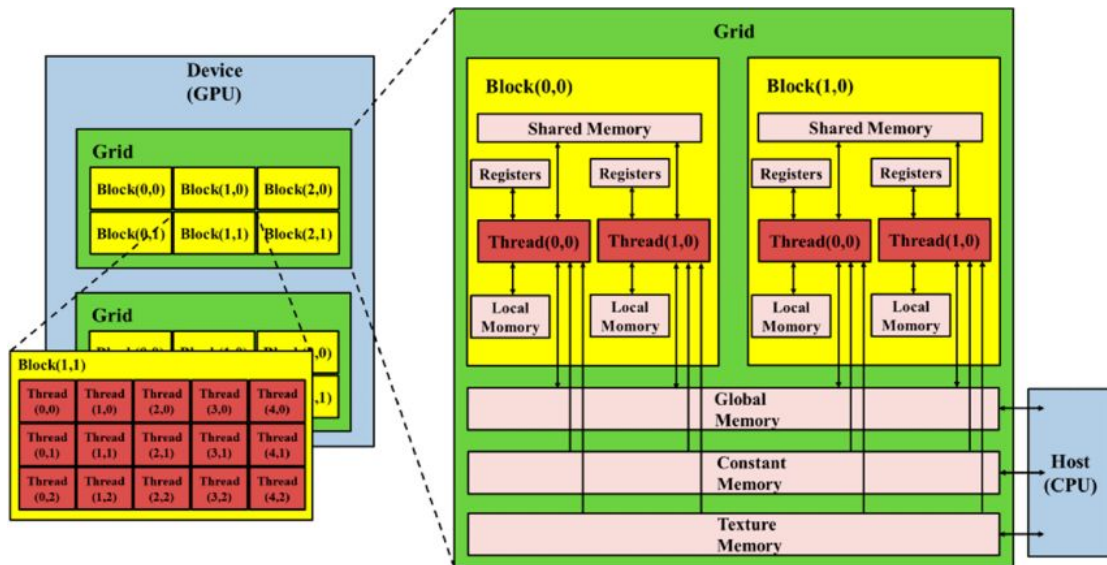 Device
(GPU)
Grid
Block(0,0) Block(1,0) Block(2,0)
Block(0,1) Block(1,1) Block(2,1)
Grid
Block(1,1)
Thread Thread Thread Thread Thread
(0,0) (1,0) (2,0) (3,0) (4,0)
Thread Thread Thread Thread Thread
(0,1) (1,1) (2,1) (3,1) (4,1)
Thread Thread Thread Thread Thread
(0,2) (1,2) (2,2) (3,2) (4,2)
Grid
Block(0,0)
Shared Memory
Registers Registers
Thread(0,0) Thread(1,0)
Local Local
Momory Momory
Block(1,0)
Shared Memory
Registers Registers
Thread(0,0) Thread(1,0)
Local Local
Momory Momory
Global
Memory
Constant
Memory
Texture
Memory
Host
(CPU)